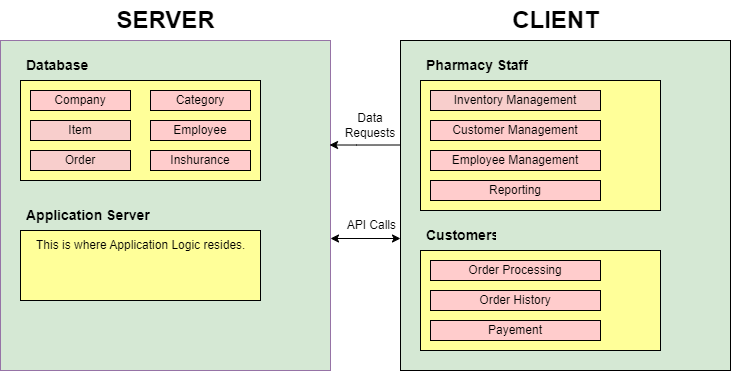 SERVER
CLIENT
Database
Company
Category
Item
Employee
Order
Inshurance
Application Server
This is where Application Logic resides.
Data
Requests
API Calls
Pharmacy Staff
Inventory Management
Customer Management
Employee Management
Reporting
Customers
Order Processing
Order History
Payement